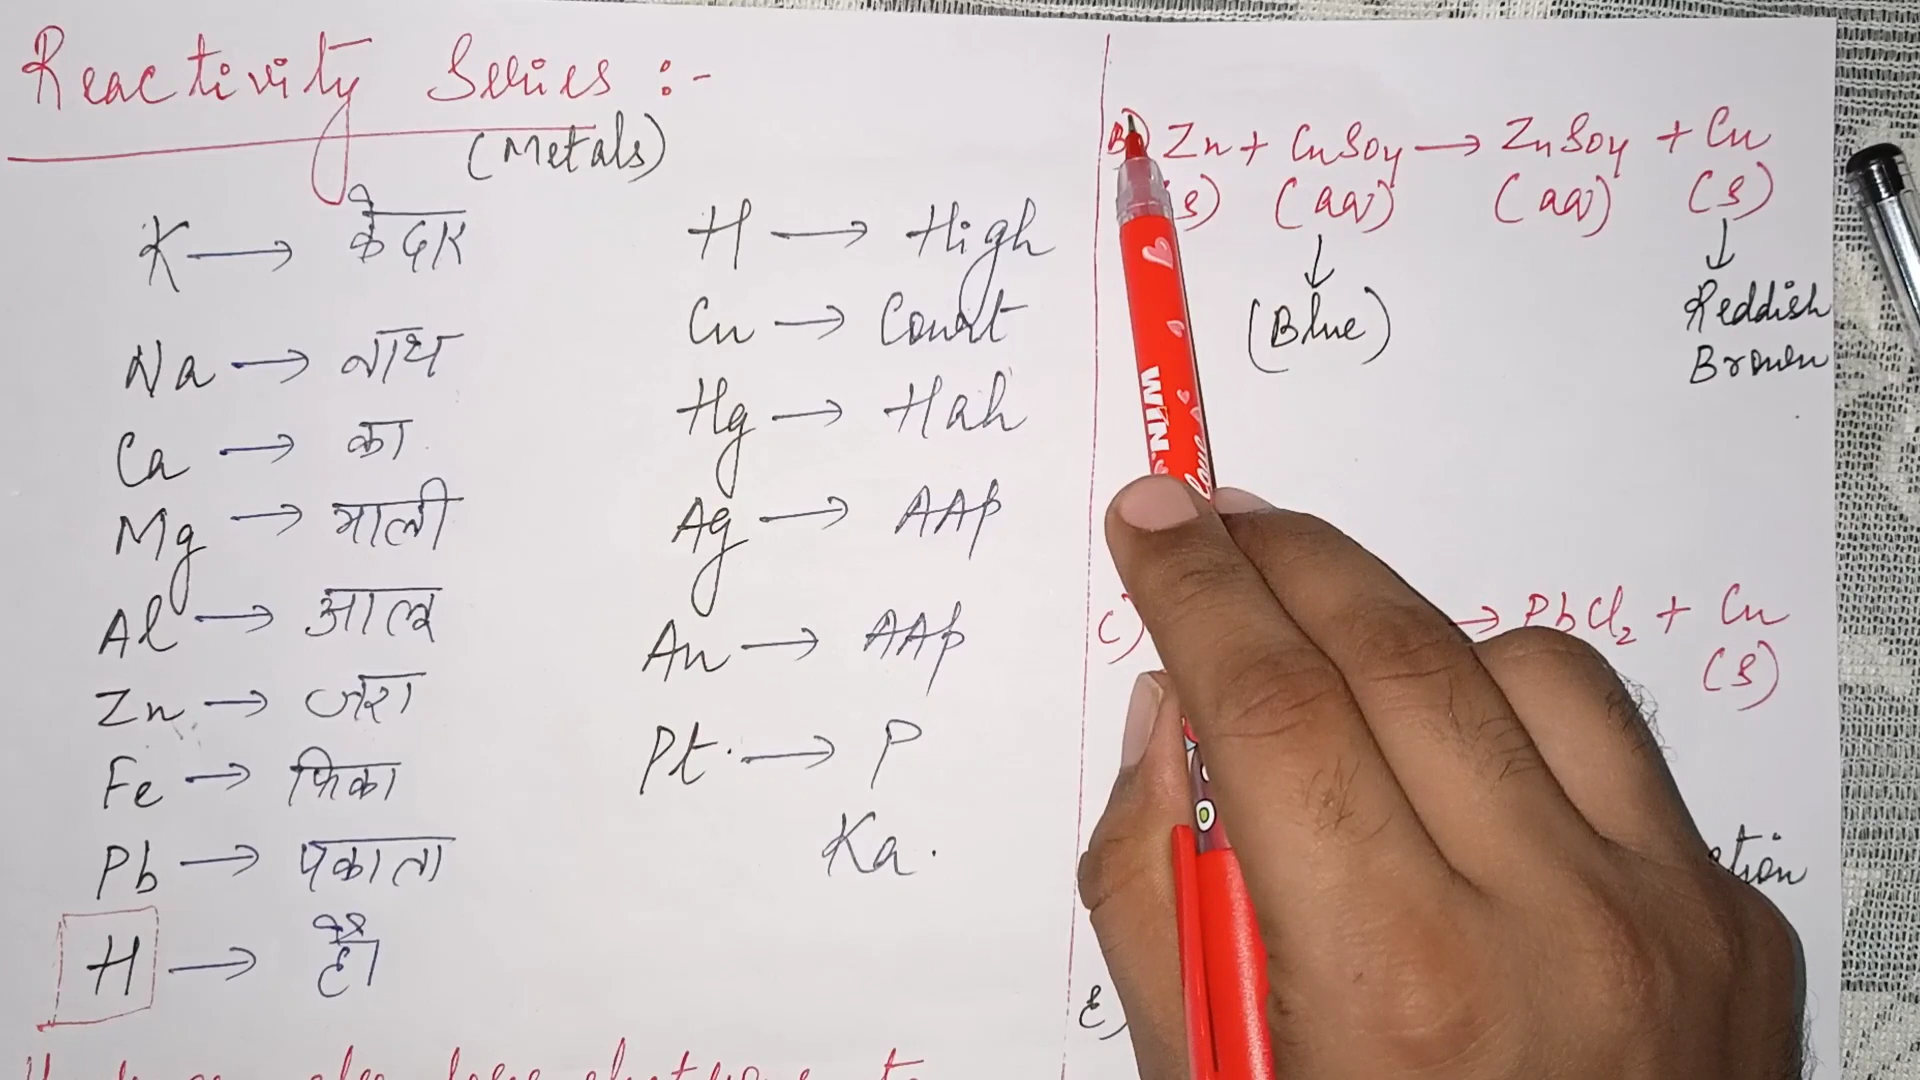 Reactivity Series :-
(Metals)
K → केदार
Na → नाथ
Ca → का
Mg → माली
Al → आलू
Zn → जरा
Fe → फिका
Pb → पकाता
H → है।
H → High
Cu → Court
Hg → Hah
Ag → AAp
Au → AAp
Pt. → P
Ka.
B) Zn + CuSO4 → ZnSO4 + Cu
(s) (aq) (aq) (s)
↓ ↓
(Blue) Reddish
Brown
C) → PbCl2 + Cu
(s)
E)
WIN